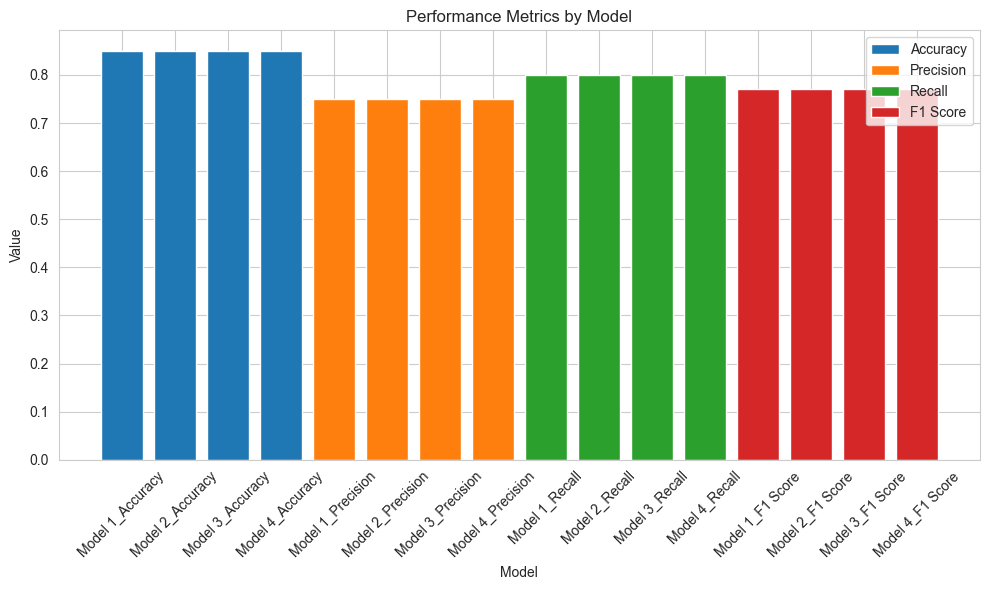 Performance Metrics by Model
Accuracy
Precision
Recall
F1 Score
Value
0.8
0.7
0.6
0.5
0.4
0.3
0.2
0.1
0.0
Model 1_Accuracy
Model 2_Accuracy
Model 3_Accuracy
Model 4_Accuracy
Model 1_Precision
Model 2_Precision
Model 3_Precision
Model 4_Precision
Model 1_Recall
Model 2_Recall
Model 3_Recall
Model 4_Recall
Model 1_F1 Score
Model 2_F1 Score
Model 3_F1 Score
Model 4_F1 Score
Model